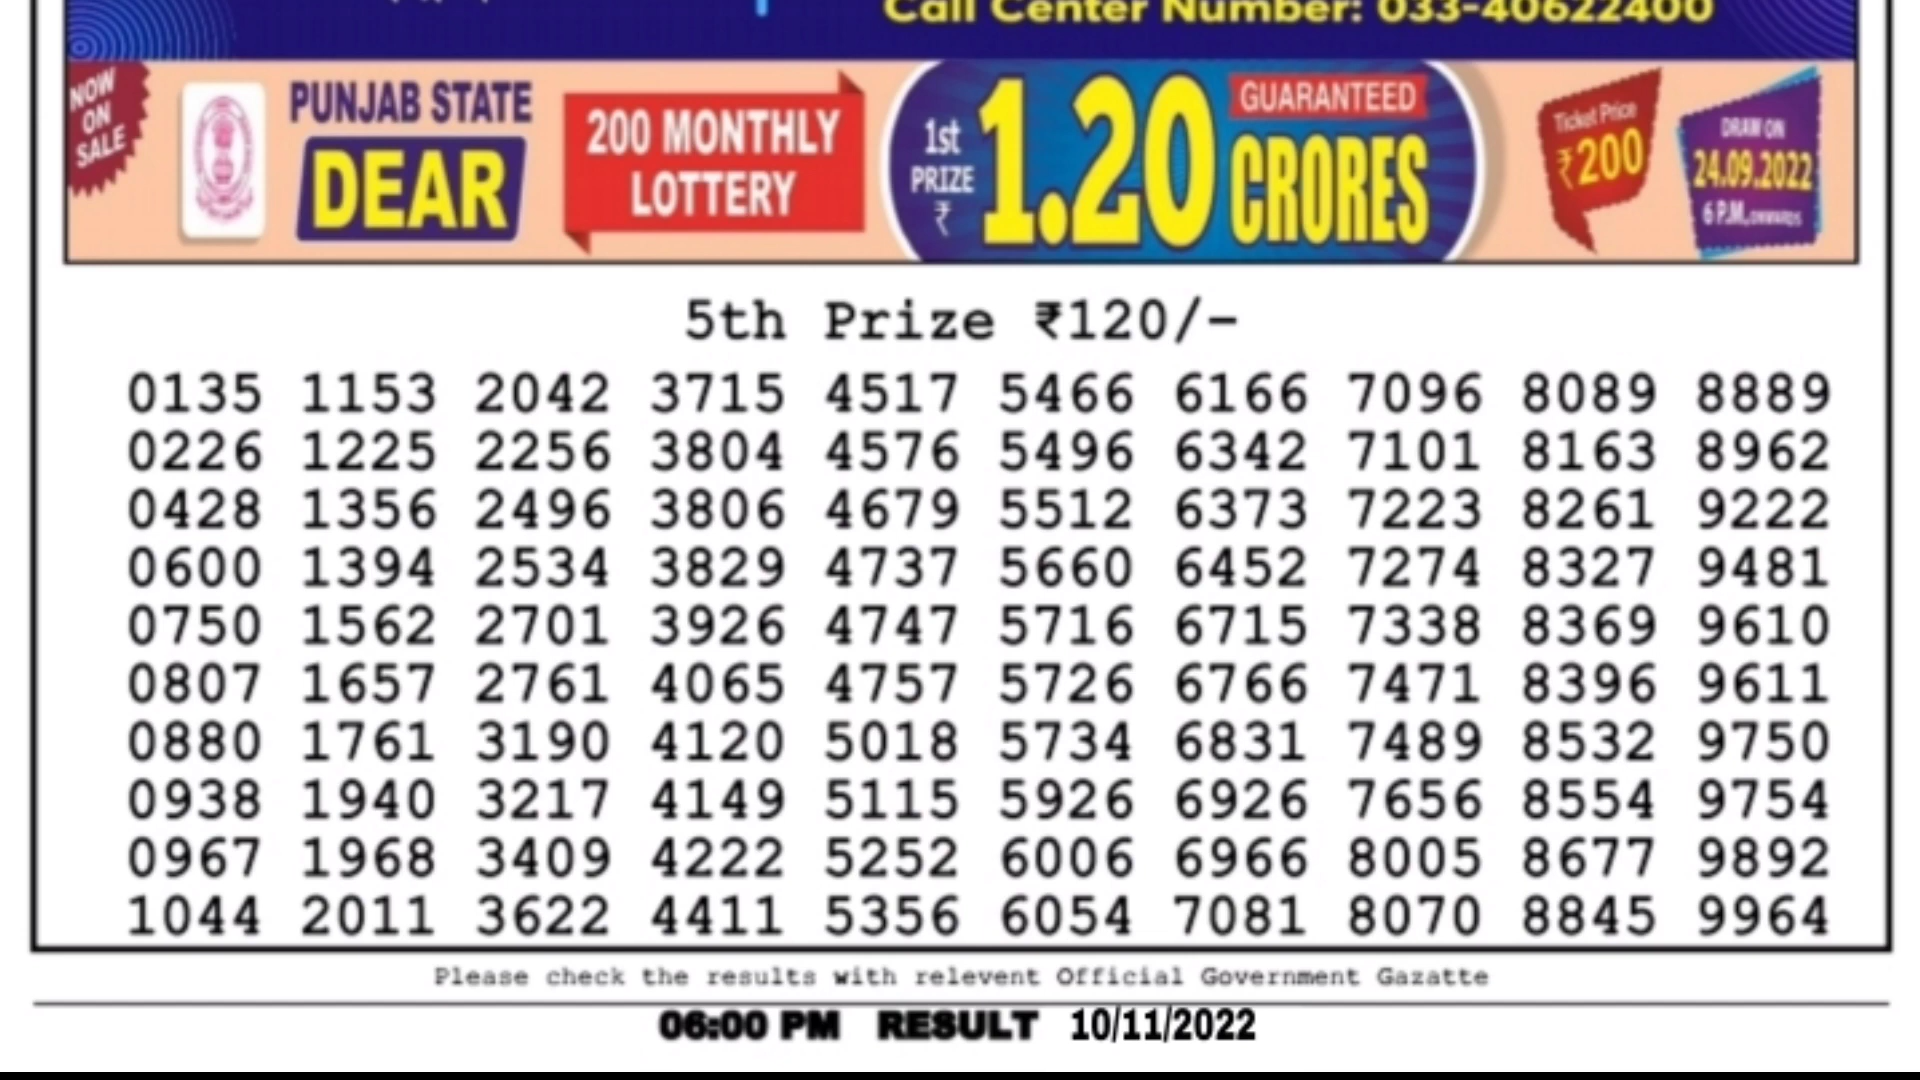 Call Center Number: 033-40622400
NOW
ON
SALE
PUNJAB STATE
DEAR
200 MONTHLY
LOTTERY
1st
PRIZE
₹
1.20
GUARANTEED
CRORES
Ticket Price
₹200
DRAW ON
24.09.2022
6 P.M. ONWARDS
5th Prize ₹120/-
0135 1153 2042 3715 4517 5466 6166 7096 8089 8889
0226 1225 2256 3804 4576 5496 6342 7101 8163 8962
0428 1356 2496 3806 4679 5512 6373 7223 8261 9222
0600 1394 2534 3829 4737 5660 6452 7274 8327 9481
0750 1562 2701 3926 4747 5716 6715 7338 8369 9610
0807 1657 2761 4065 4757 5726 6766 7471 8396 9611
0880 1761 3190 4120 5018 5734 6831 7489 8532 9750
0938 1940 3217 4149 5115 5926 6926 7656 8554 9754
0967 1968 3409 4222 5252 6006 6966 8005 8677 9892
1044 2011 3622 4411 5356 6054 7081 8070 8845 9964
Please check the results with relevent Official Government Gazatte
06:00 PM RESULT 10/11/2022